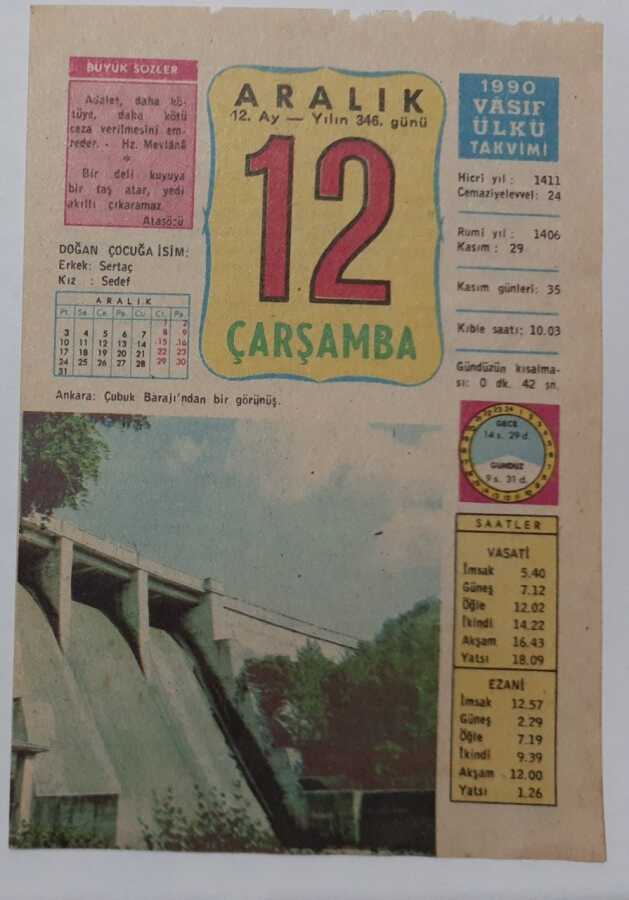 BÜYÜK SÖZLER
Adalet, daha kö-
tüye, daha kötü
ceza verilmesini em-
reder. - Hz. Mevlânâ
*
Bir deli kuyuya
bir taş atar, yedi
akıllı çıkaramaz.
Atasözü
DOĞAN ÇOCUĞA İSİM:
Erkek: Sertaç
Kız : Sedef
ARALIK
Pt. Sa. Ça. Pe. Cu. Ct. Pa.
1 2
3 4 5 6 7 8 9
10 11 12 13 14 15 16
17 18 19 20 21 22 23
24 25 26 27 28 29 30
31
ARALIK
12. Ay — Yılın 346. günü
12
ÇARŞAMBA
1990
VÂSIF
ÜLKÜ
TAKVİMİ
Hicri yıl : 1411
Cemaziyelevvel: 24
Rumi yıl : 1406
Kasım : 29
Kasım günleri: 35
Kıble saati: 10.03
Gündüzün kısalma-
sı: 0 dk. 42 sn.
Ankara: Çubuk Barajı'ndan bir görünüş.
GECE
14 s. 29 d.
GÜNDÜZ
9 s. 31 d.
SAATLER
VASATİ
İmsak 5.40
Güneş 7.12
Öğle 12.02
İkindi 14.22
Akşam 16.43
Yatsı 18.09
EZANİ
İmsak 12.57
Güneş 2.29
Öğle 7.19
İkindi 9.39
Akşam 12.00
Yatsı 1.26